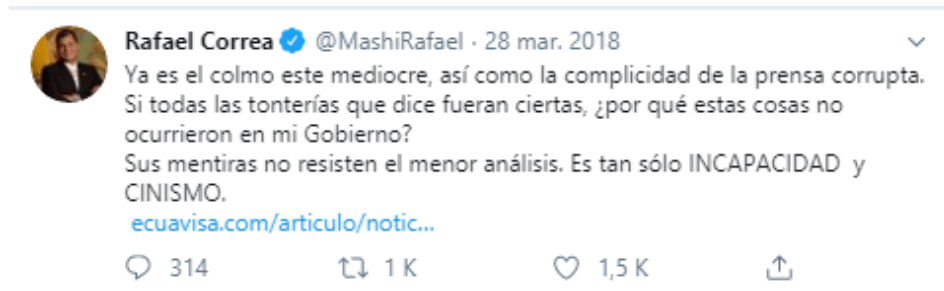 Rafael Correa @MashiRafael · 28 mar. 2018
Ya es el colmo este mediocre, así como la complicidad de la prensa corrupta.
Si todas las tonterías que dice fueran ciertas, ¿por qué estas cosas no
ocurrieron en mi Gobierno?
Sus mentiras no resisten el menor análisis. Es tan sólo INCAPACIDAD y
CINISMO.
ecuavisa.com/articulo/notic...
314 1 K 1,5 K